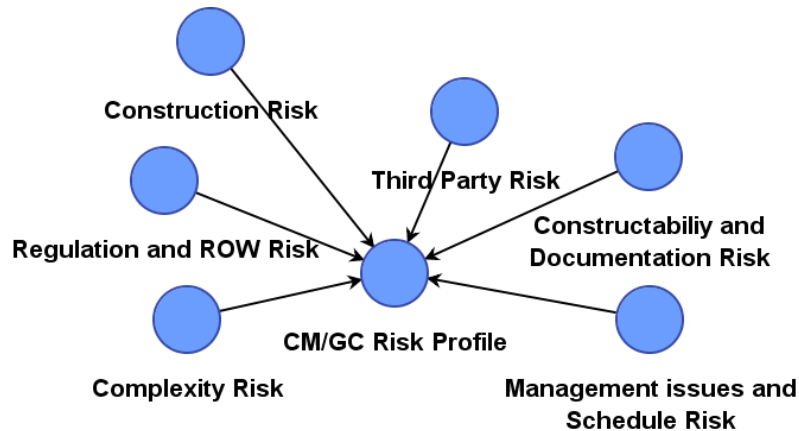 Construction Risk
Third Party Risk
Regulation and ROW Risk
Constructabiliy and
Documentation Risk
CM/GC Risk Profile
Complexity Risk
Management issues and
Schedule Risk